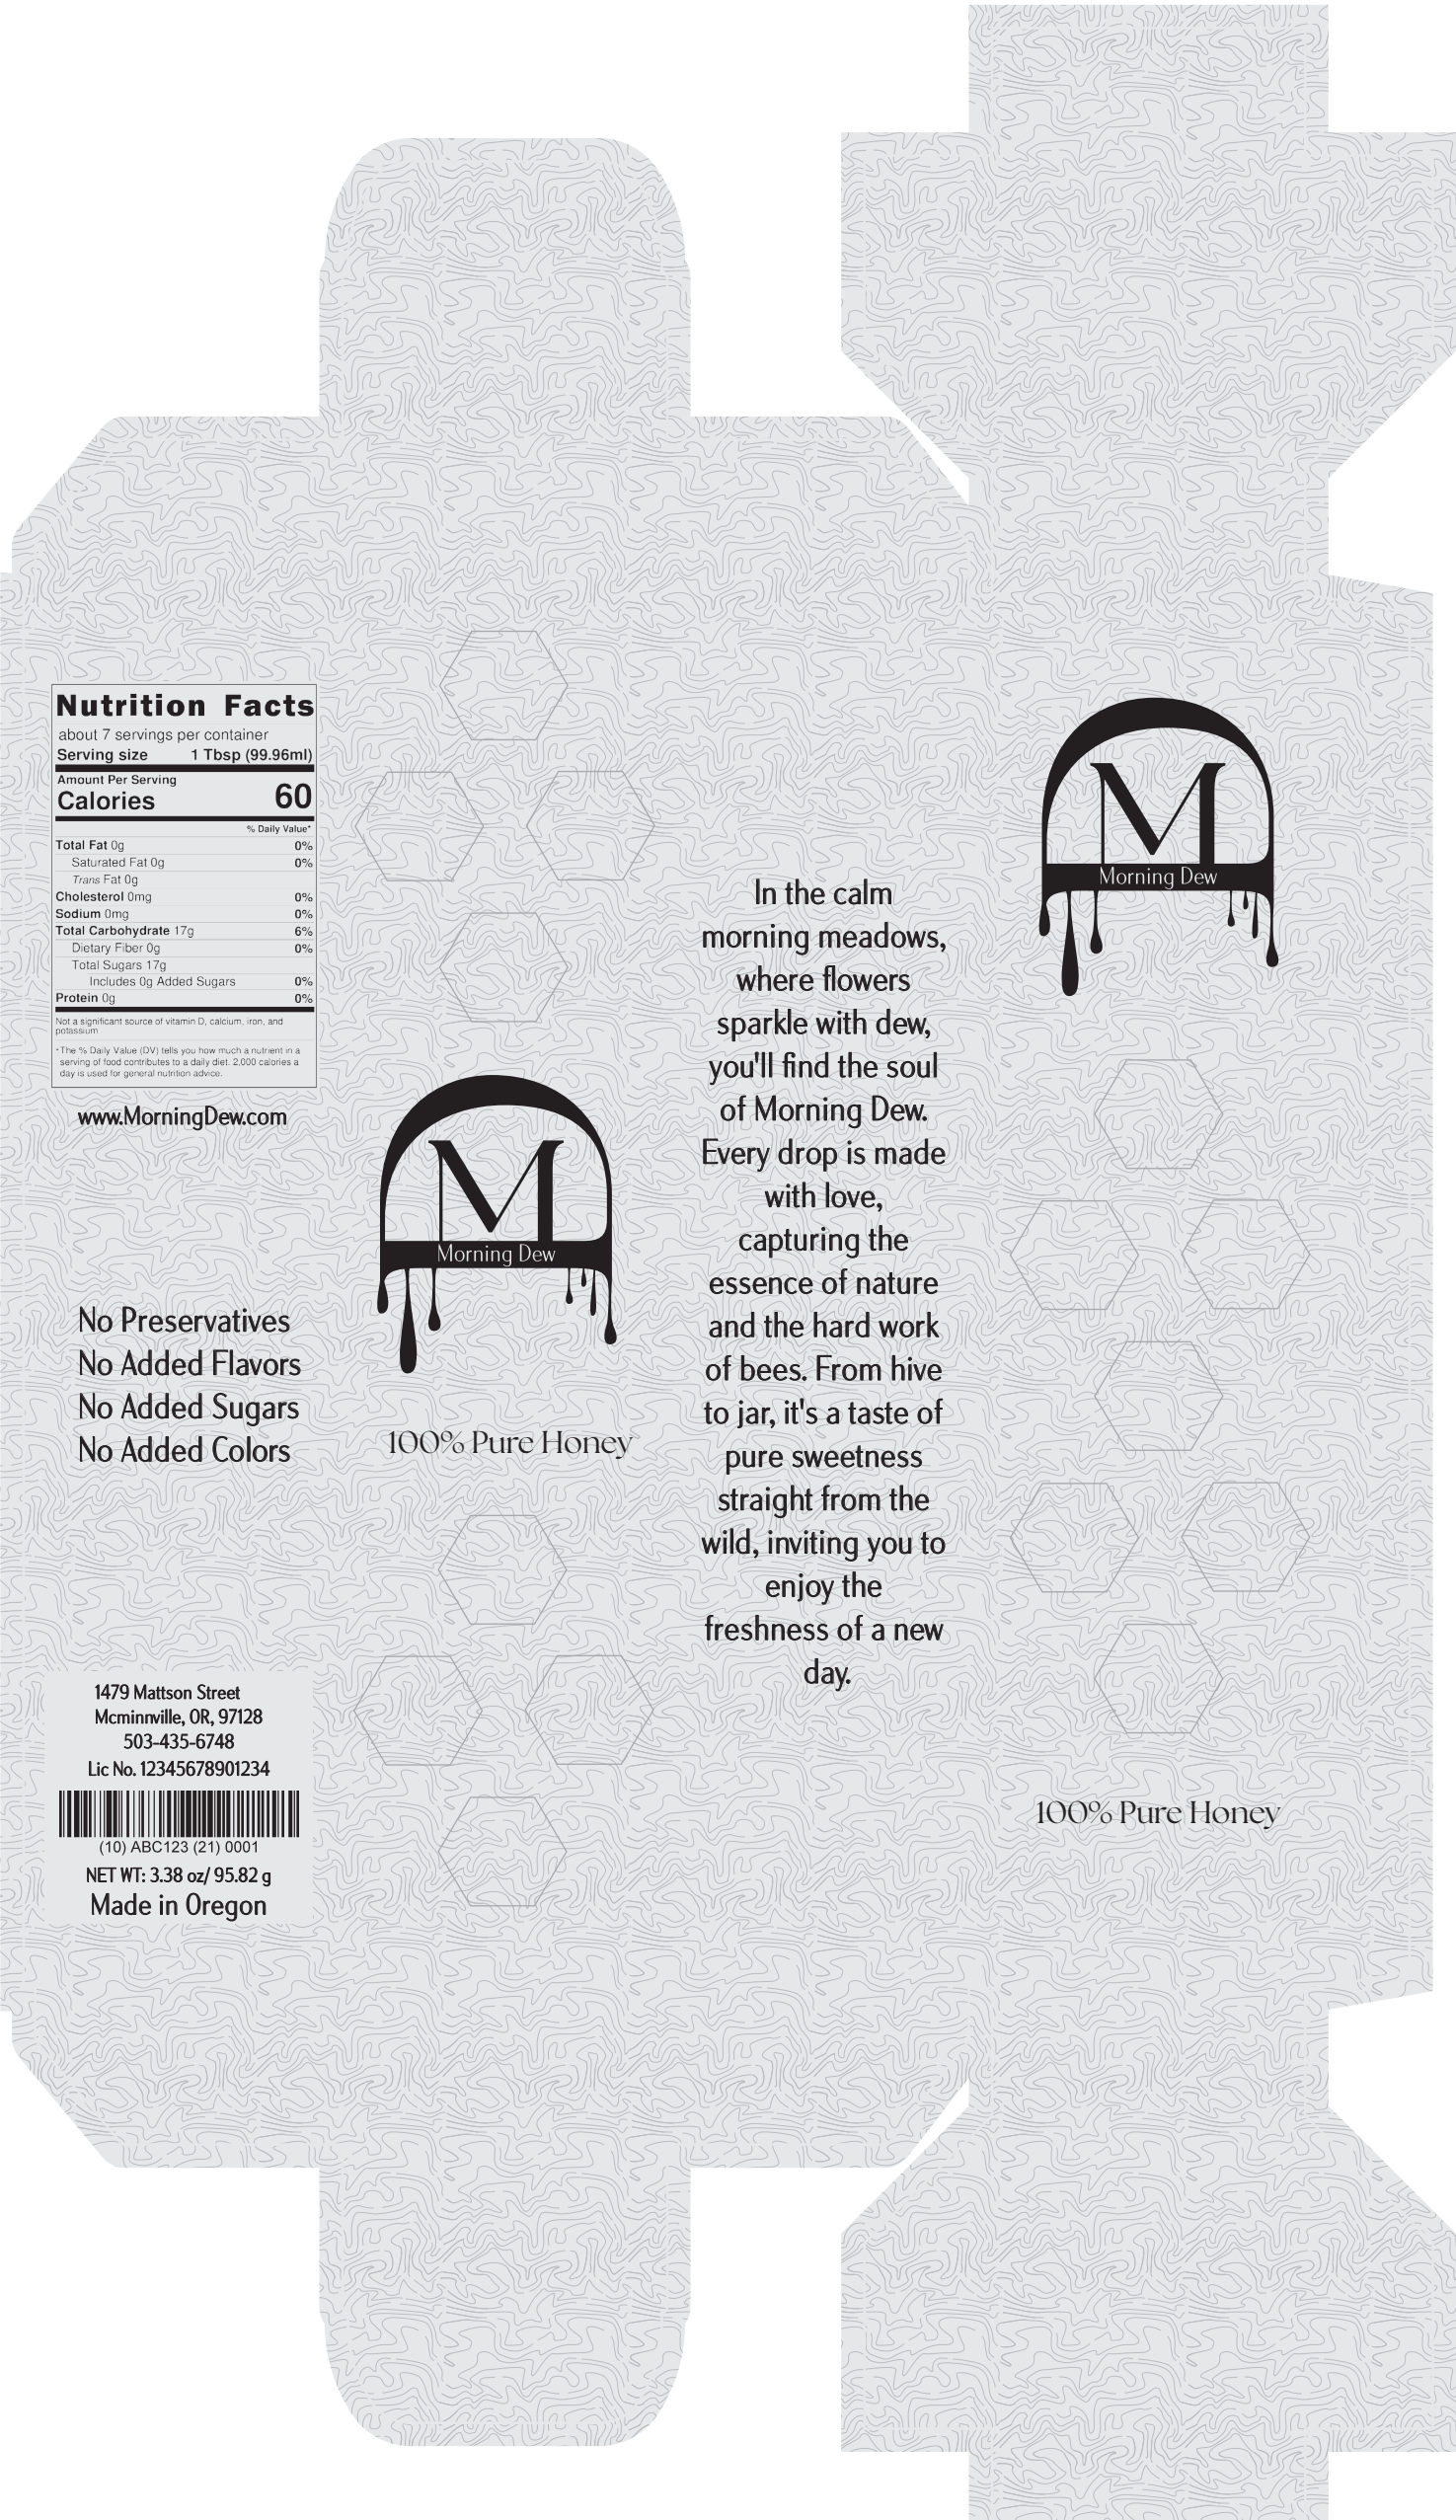 Nutrition Facts
about 7 servings per container
Serving size 1 Tbsp (99.96ml)
Amount Per Serving
Calories 60
% Daily Value*
Total Fat 0g 0%
Saturated Fat 0g 0%
Trans Fat 0g
Cholesterol 0mg 0%
Sodium 0mg 0%
Total Carbohydrate 17g 6%
Dietary Fiber 0g 0%
Total Sugars 17g
Includes 0g Added Sugars 0%
Protein 0g 0%
Not a significant source of vitamin D, calcium, iron, and
potassium
*The % Daily Value (DV) tells you how much a nutrient in a
serving of food contributes to a daily diet. 2,000 calories a
day is used for general nutrition advice.
www.MorningDew.com
No Preservatives
No Added Flavors
No Added Sugars
No Added Colors
1479 Mattson Street
Mcminnville, OR, 97128
503-435-6748
Lic No. 12345678901234
(10) ABC123 (21) 0001
NET WT: 3.38 oz/ 95.82 g
Made in Oregon
M
Morning Dew
100% Pure Honey
In the calm
morning meadows,
where flowers
sparkle with dew,
you'll find the soul
of Morning Dew.
Every drop is made
with love,
capturing the
essence of nature
and the hard work
of bees. From hive
to jar, it's a taste of
pure sweetness
straight from the
wild, inviting you to
enjoy the
freshness of a new
day.
M
Morning Dew
100% Pure Honey